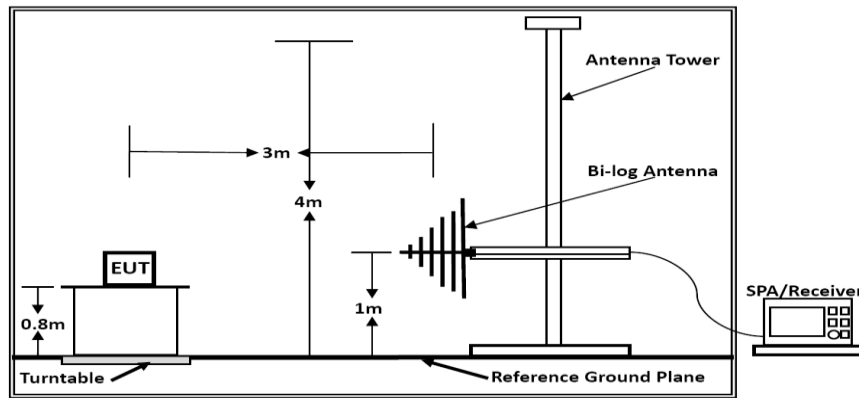 Antenna Tower
3m
Bi-log Antenna
4m
EUT
1m
0.8m
SPA/Receiver
Turntable
Reference Ground Plane